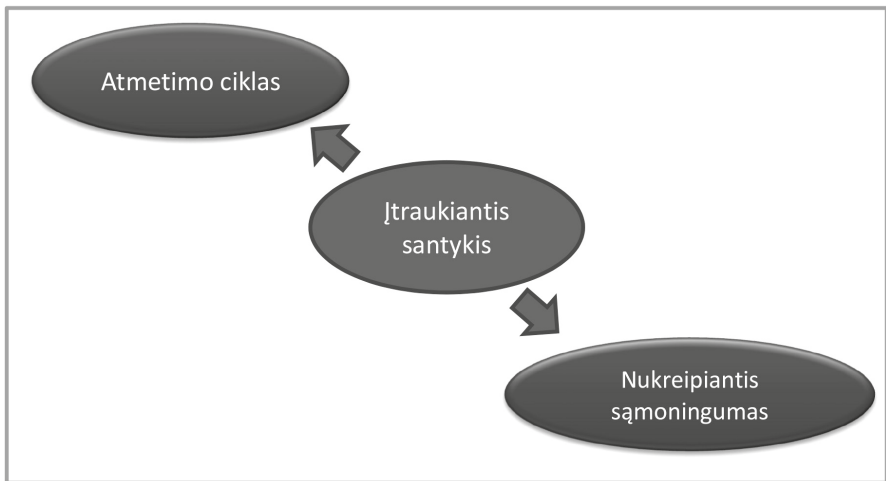 Atmetimo ciklas
Įtraukiantis
santykis
Nukreipiantis
sąmoningumas